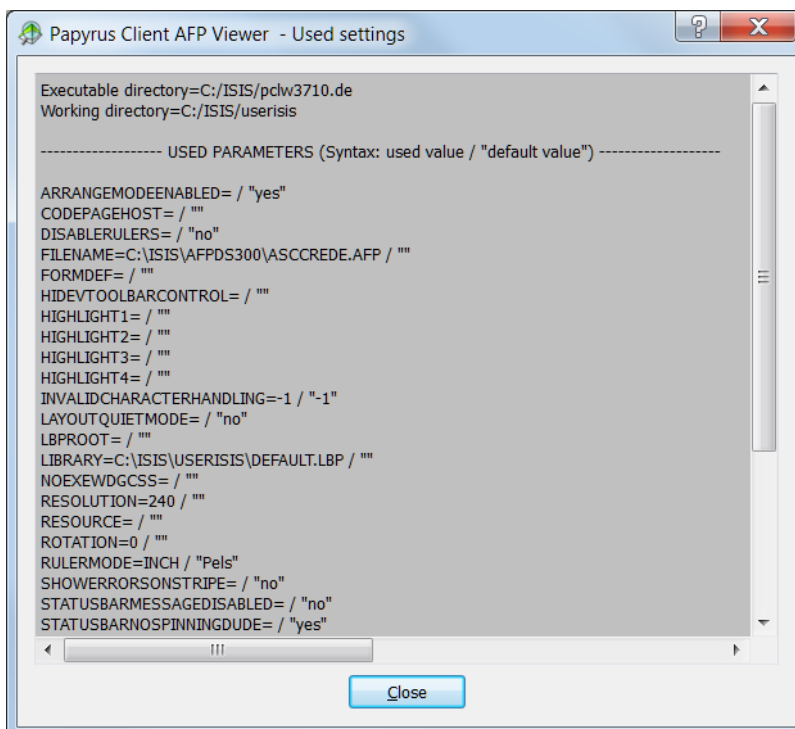 Papyrus Client AFP Viewer - Used settings
Executable directory=C:/ISIS/pclw3710.de
Working directory=C:/ISIS/userisis
------------------- USED PARAMETERS (Syntax: used value / "default value") -------------------
ARRANGEMODEENABLED= / "yes"
CODEPAGEHOST= / ""
DISABLERULERS= / "no"
FILENAME=C:\ISIS\AFPDS300\ASCCREDE.AFP / ""
FORMDEF= / ""
HIDEVTOOLBARCONTROL= / ""
HIGHLIGHT1= / ""
HIGHLIGHT2= / ""
HIGHLIGHT3= / ""
HIGHLIGHT4= / ""
INVALIDCHARACTERHANDLING=-1 / "-1"
LAYOUTQUIETMODE= / "no"
LBPROOT= / ""
LIBRARY=C:\ISIS\USERISIS\DEFAULT.LBP / ""
NOEXEWDGCSS= / ""
RESOLUTION=240 / ""
RESOURCE= / ""
ROTATION=0 / ""
RULERMODE=INCH / "Pels"
SHOWERRORSONSTRIPE= / "no"
STATUSBARMESSAGEDISABLED= / "no"
STATUSBARNOSPINNINGDUDE= / "yes"
Close